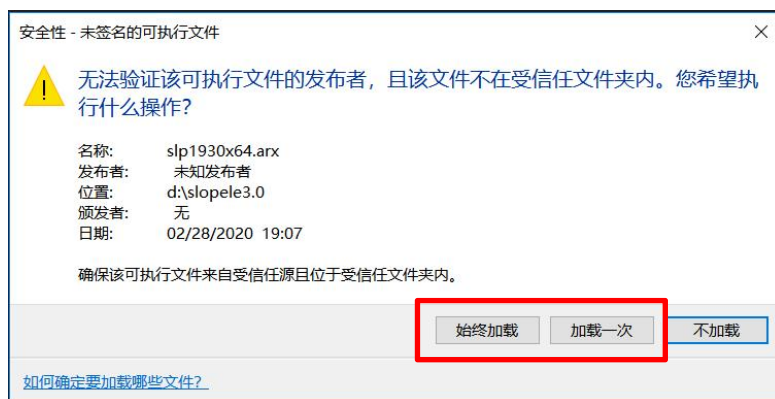 安全性 - 未签名的可执行文件
无法验证该可执行文件的发布者，且该文件不在受信任文件夹内。您希望执
行什么操作？
名称: slp1930x64.arx
发布者: 未知发布者
位置: d:\slopele3.0
颁发者: 无
日期: 02/28/2020 19:07
确保该可执行文件来自受信任源且位于受信任文件夹内。
始终加载 加载一次 不加载
如何确定要加载哪些文件？